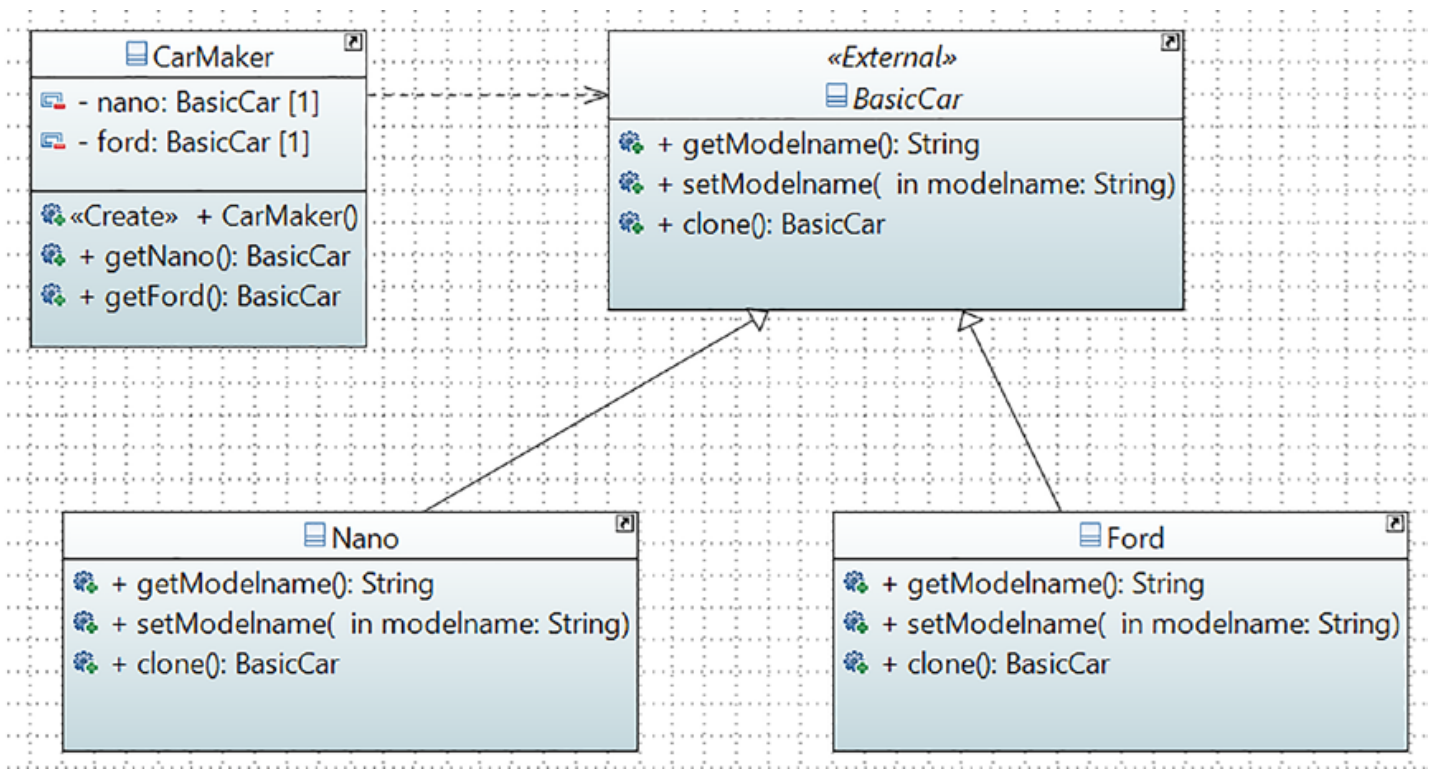 CarMaker
- nano: BasicCar [1]
- ford: BasicCar [1]
«Create» + CarMaker()
+ getNano(): BasicCar
+ getFord(): BasicCar
«External»
BasicCar
+ getModelname(): String
+ setModelname( in modelname: String)
+ clone(): BasicCar
Nano
+ getModelname(): String
+ setModelname( in modelname: String)
+ clone(): BasicCar
Ford
+ getModelname(): String
+ setModelname( in modelname: String)
+ clone(): BasicCar